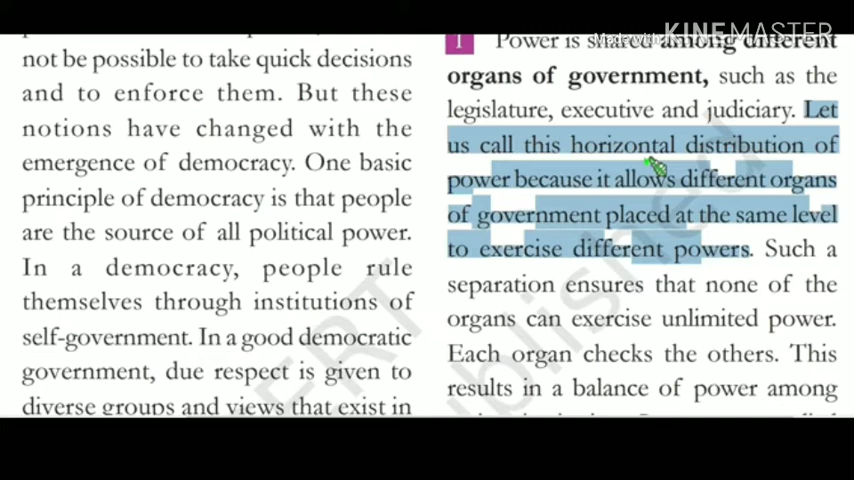 Made with KINEMASTER
not be possible to take quick decisions
and to enforce them. But these
notions have changed with the
emergence of democracy. One basic
principle of democracy is that people
are the source of all political power.
In a democracy, people rule
themselves through institutions of
self-government. In a good democratic
government, due respect is given to
diverse groups and views that exist in
1 Power is shared among different
organs of government, such as the
legislature, executive and judiciary. Let
us call this horizontal distribution of
power because it allows different organs
of government placed at the same level
to exercise different powers. Such a
separation ensures that none of the
organs can exercise unlimited power.
Each organ checks the others. This
results in a balance of power among